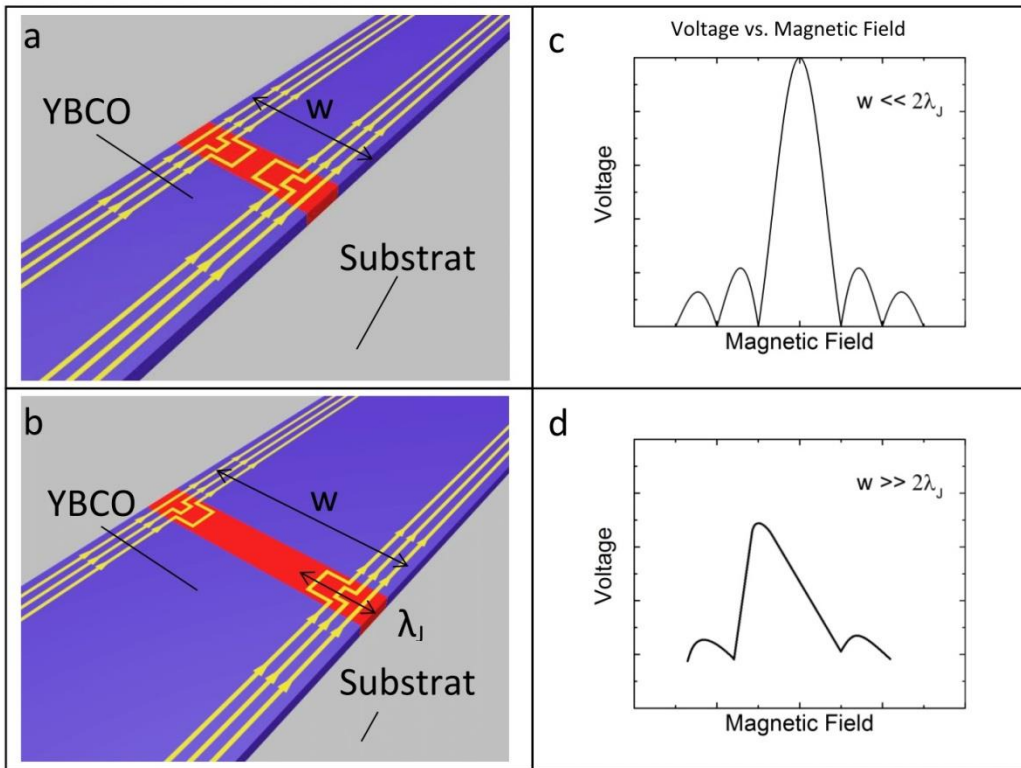 a
YBCO
w
Substrat
c
Voltage vs. Magnetic Field
w << 2λJ
Voltage
Magnetic Field
b
YBCO
w
λJ
Substrat
d
w >> 2λJ
Voltage
Magnetic Field